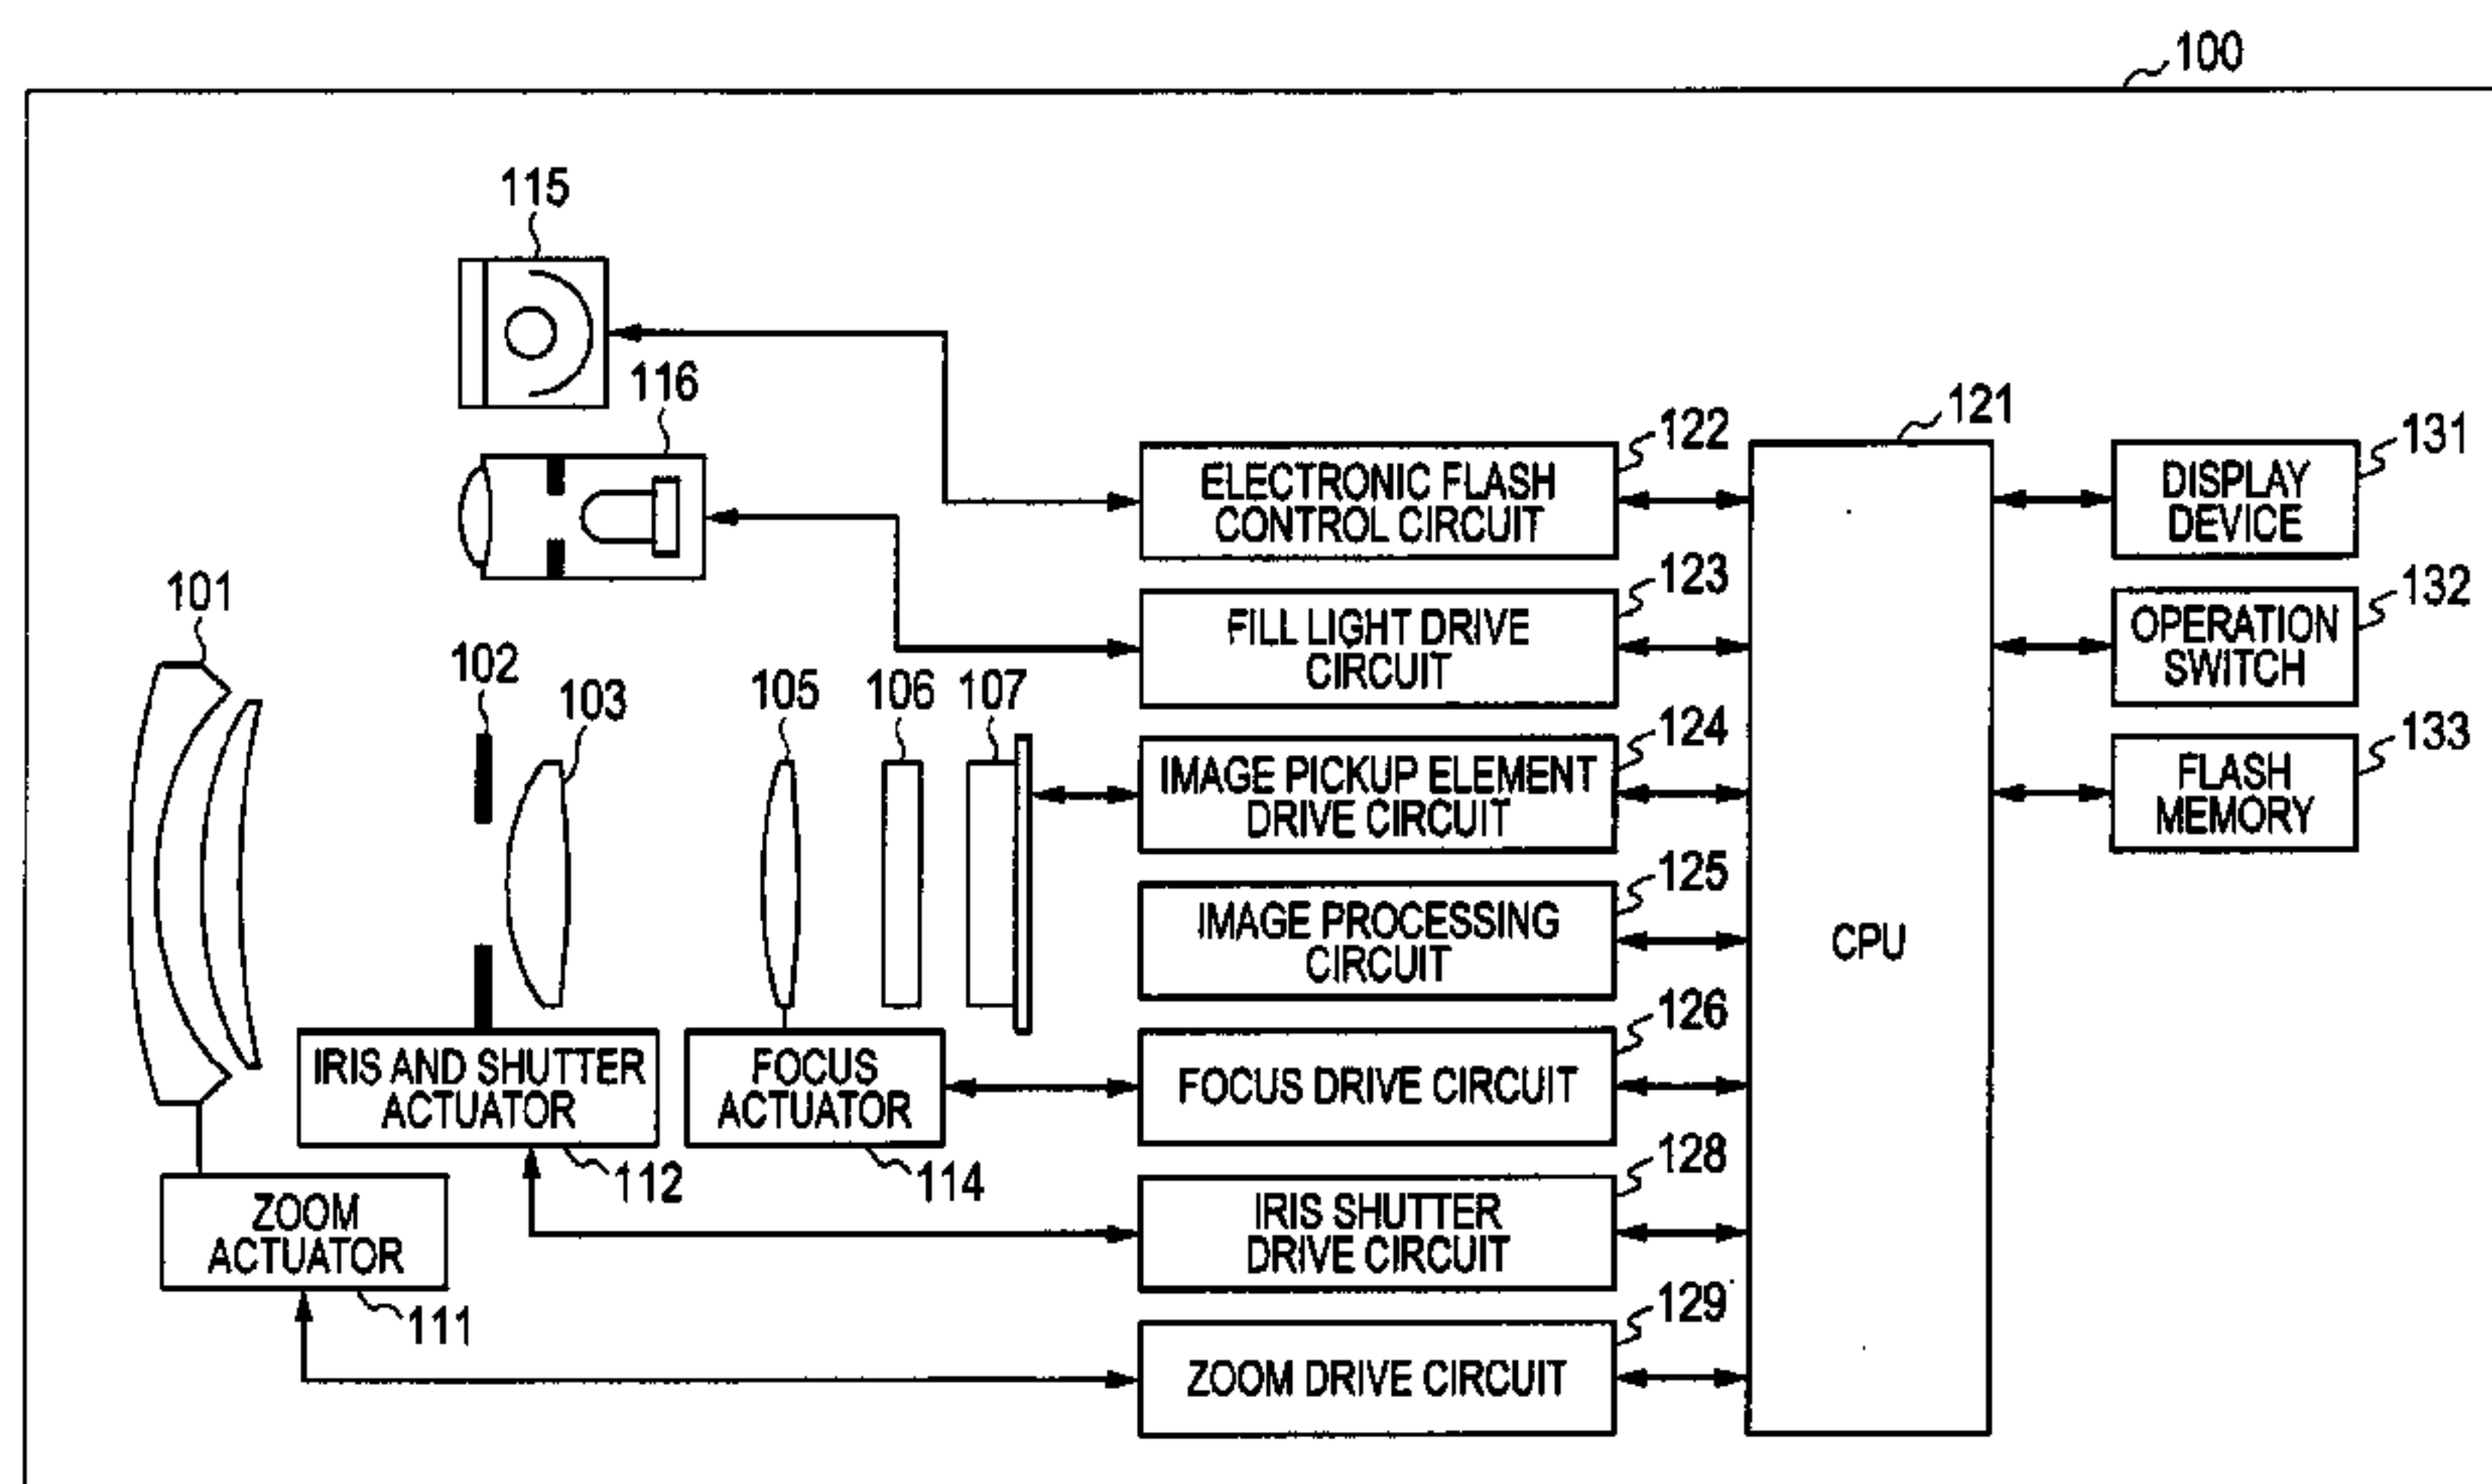 100
115
116
121
122
131
ELECTRONIC FLASH
CONTROL CIRCUIT
DISPLAY
DEVICE
123
132
101
FILL LIGHT DRIVE
CIRCUIT
OPERATION
SWITCH
102
103
105
106
107
124
133
IMAGE PICKUP ELEMENT
DRIVE CIRCUIT
FLASH
MEMORY
125
IMAGE PROCESSING
CIRCUIT
CPU
126
IRIS AND SHUTTER
ACTUATOR
FOCUS
ACTUATOR
FOCUS DRIVE CIRCUIT
112
114
128
ZOOM
ACTUATOR
IRIS SHUTTER
DRIVE CIRCUIT
111
129
ZOOM DRIVE CIRCUIT